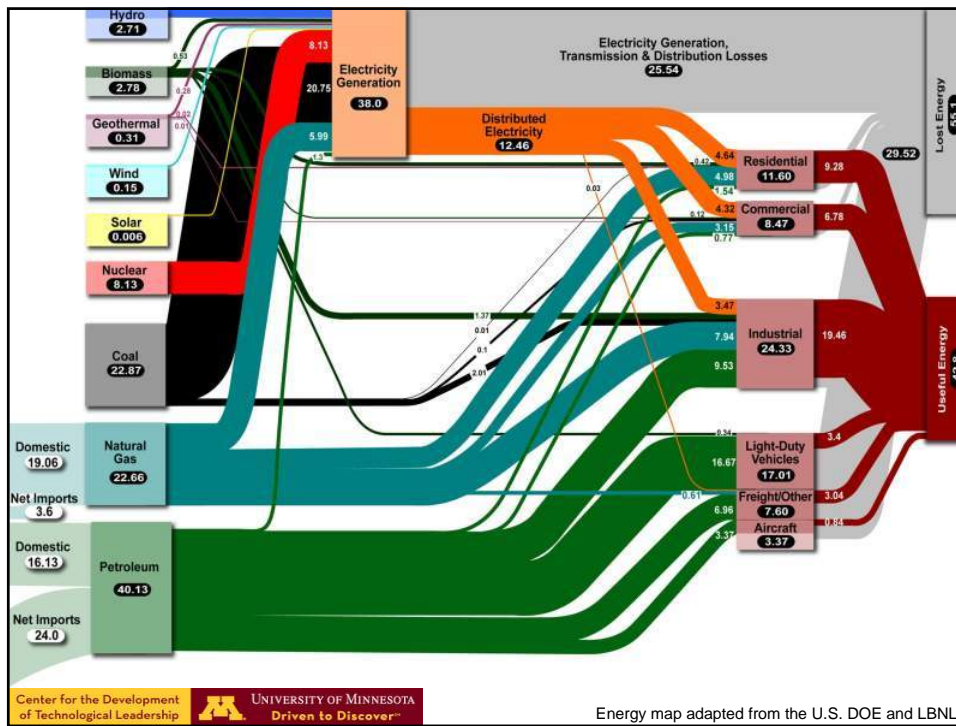 Hydro
2.71
Biomass
2.78
Geothermal
0.31
Wind
0.15
Solar
0.006
Nuclear
8.13
Coal
22.87
Domestic
19.06
Net Imports
3.6
Natural
Gas
22.66
Domestic
16.13
Net Imports
24.0
Petroleum
40.13
0.53
0.28
0.02
0.01
8.13
20.75
5.99
1.3
Electricity
Generation
38.0
Electricity Generation,
Transmission & Distribution Losses
25.54
Distributed
Electricity
12.46
0.03
0.42
4.64
4.98
1.54
Residential
11.60
9.28
0.12
4.32
3.15
0.77
Commercial
8.47
6.78
1.37
0.01
0.1
2.01
3.47
7.94
9.53
Industrial
24.33
19.46
0.34
16.67
Light-Duty
Vehicles
17.01
3.4
0.61
6.96
Freight/Other
7.60
3.04
3.37
Aircraft
3.37
0.84
29.52
Lost Energy
55.1
Useful Energy
Center for the Development
of Technological Leadership
University of Minnesota
Driven to Discover℠
Energy map adapted from the U.S. DOE and LBNL